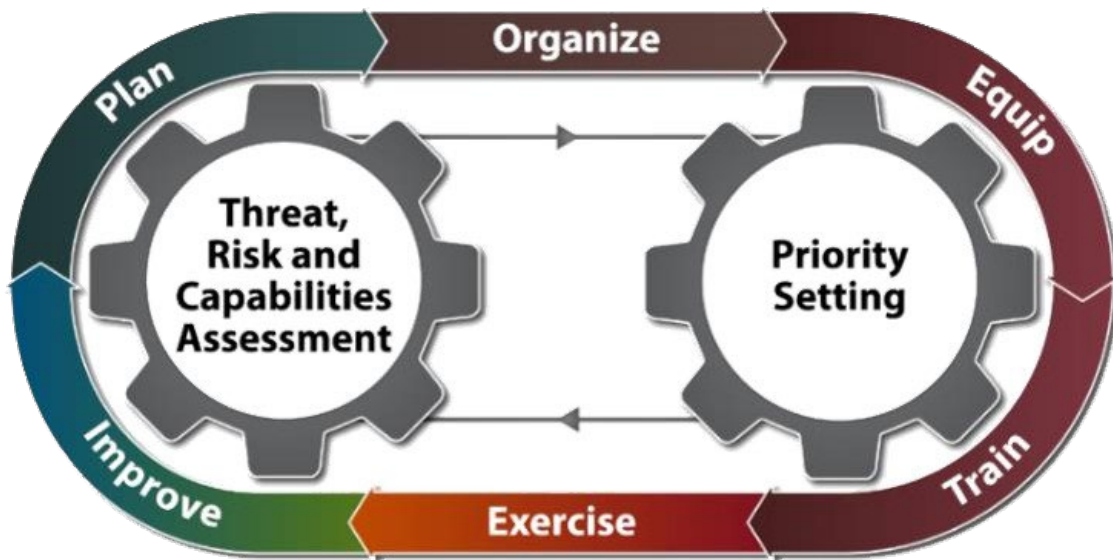 Plan
Organize
Equip
Threat,
Risk and
Capabilities
Assessment
Priority
Setting
Improve
Exercise
Train